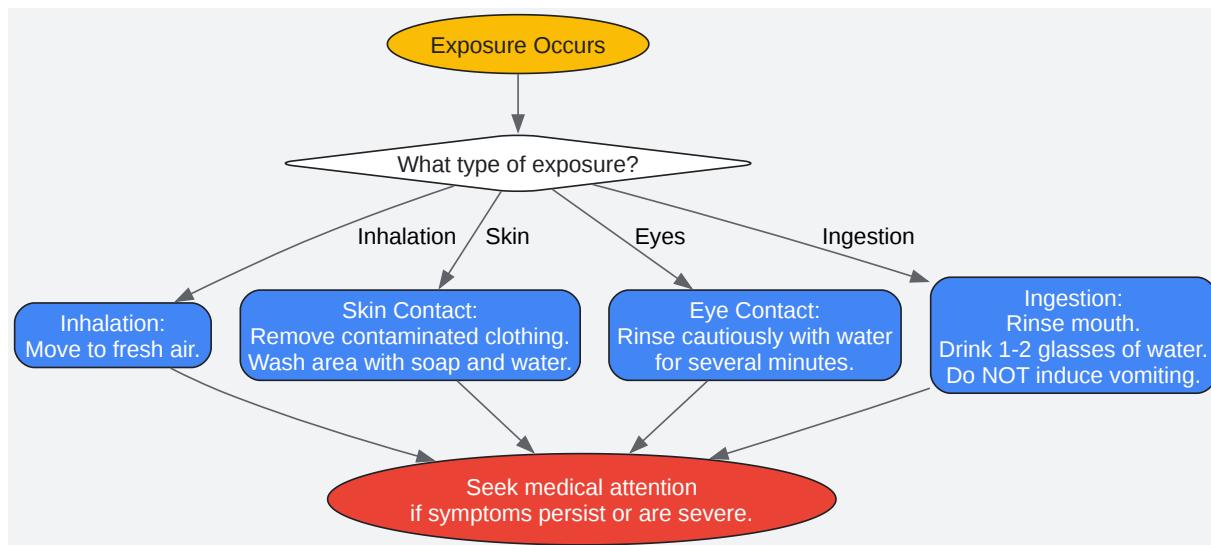 Exposure Occurs
What type of exposure?
Inhalation
Skin
Eyes
Ingestion
Inhalation:
Move to fresh air.
Skin Contact:
Remove contaminated clothing.
Wash area with soap and water.
Eye Contact:
Rinse cautiously with water
for several minutes.
Ingestion:
Rinse mouth.
Drink 1-2 glasses of water.
Do NOT induce vomiting.
Seek medical attention
if symptoms persist or are severe.